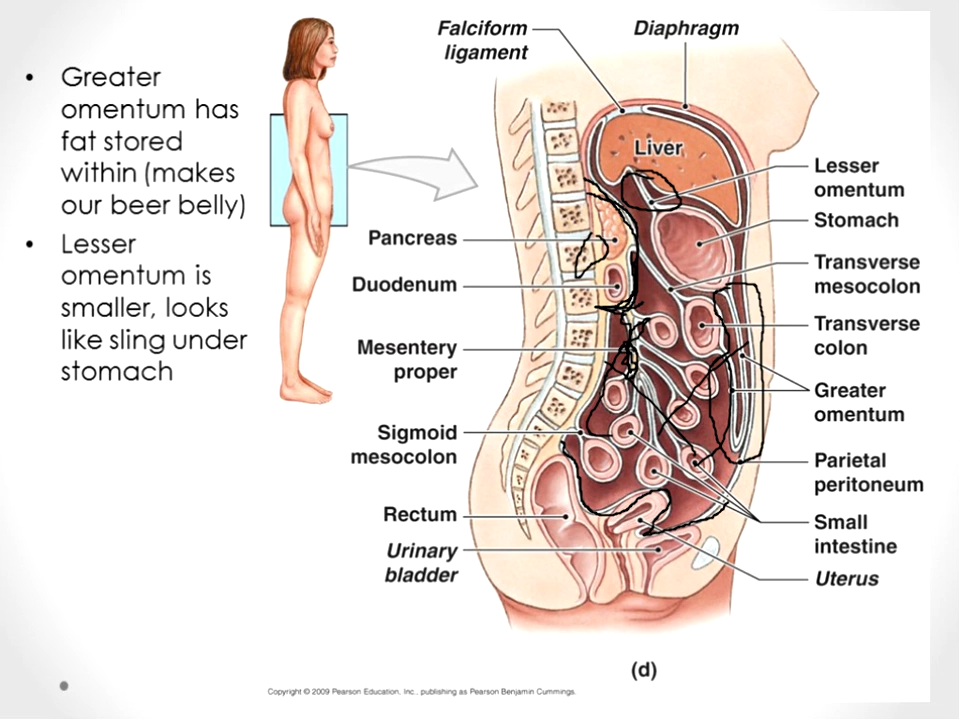 • Greater
omentum has
fat stored
within (makes
our beer belly)
• Lesser
omentum is
smaller, looks
like sling under
stomach
Falciform
ligament
Diaphragm
Liver
Lesser
omentum
Stomach
Pancreas
Transverse
mesocolon
Duodenum
Transverse
colon
Mesentery
proper
Greater
omentum
Sigmoid
mesocolon
Parietal
peritoneum
Rectum
Small
intestine
Urinary
bladder
Uterus
(d)
Copyright © 2009 Pearson Education, Inc., publishing as Pearson Benjamin Cummings.